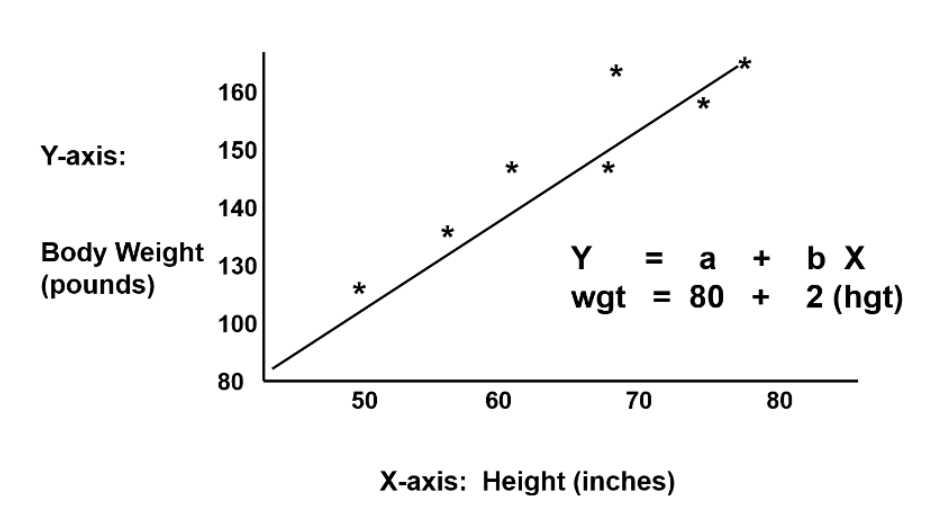 160
Y-axis:
150
140
Body Weight
(pounds)
130
100
80
Y = a + b X
wgt = 80 + 2 (hgt)
50 60 70 80
X-axis: Height (inches)